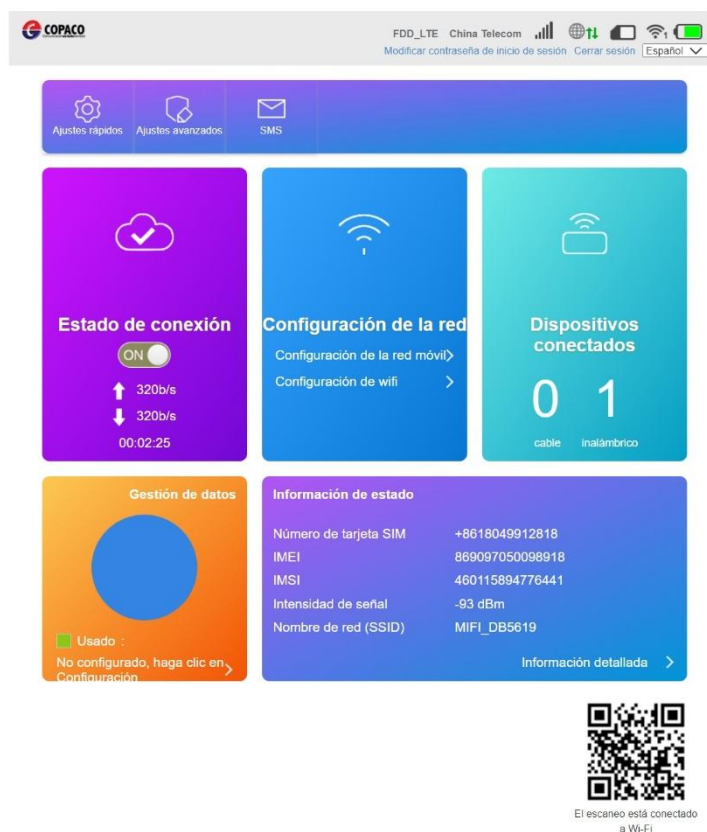 COPACO
FDD_LTE China Telecom
1
Modificar contraseña de inicio de sesión Cerrar sesión Español
Ajustes rápidos Ajustes avanzados SMS
Estado de conexión
ON
320b/s
320b/s
00:02:25
Configuración de la red
Configuración de la red móvil
Configuración de wifi
Dispositivos
conectados
0 1
cable inalámbrico
Gestión de datos
Usado :
No configurado, haga clic en
Configuración
Información de estado
Número de tarjeta SIM +8618049912818
IMEI 869097050098918
IMSI 460115894776441
Intensidad de señal -93 dBm
Nombre de red (SSID) MIFI_DB5619
Información detallada
El escaneo está conectado
a Wi-Fi